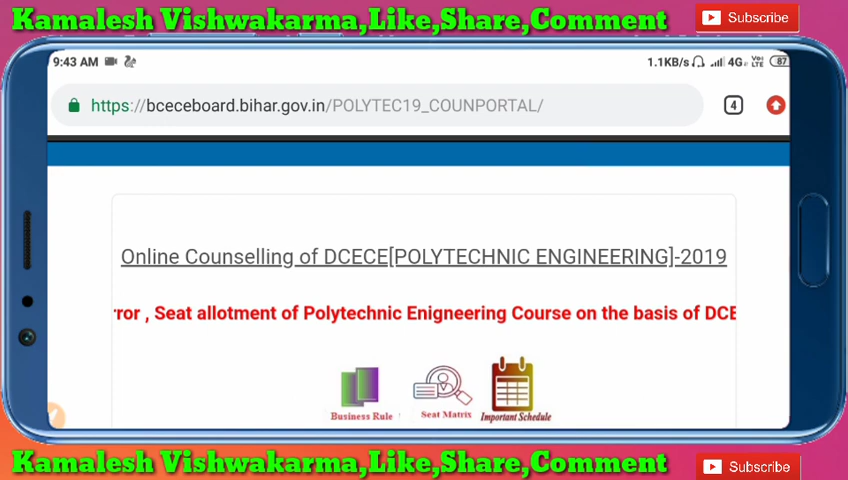 Kamalesh Vishwakarma,Like,Share,Comment
Subscribe
9:43 AM
1.1KB/s 4G VoLTE 87
https://bceceboard.bihar.gov.in/POLYTEC19_COUNPORTAL/
4
Online Counselling of DCECE[POLYTECHNIC ENGINEERING]-2019
rror , Seat allotment of Polytechnic Enigneering Course on the basis of DCE
Business Rule
Seat Matrix
Important Schedule
Kamalesh Vishwakarma,Like,Share,Comment
Subscribe